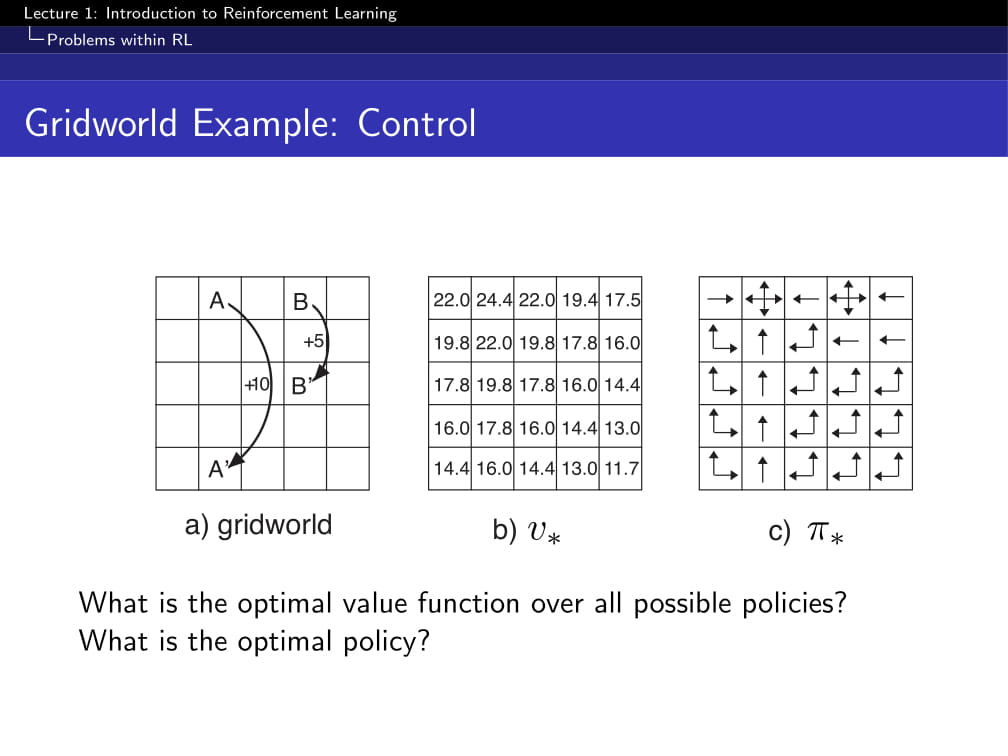 Lecture 1: Introduction to Reinforcement Learning
Problems within RL
Gridworld Example: Control
A B
+5
+10 B'
A'
22.0 24.4 22.0 19.4 17.5
19.8 22.0 19.8 17.8 16.0
17.8 19.8 17.8 16.0 14.4
16.0 17.8 16.0 14.4 13.0
14.4 16.0 14.4 13.0 11.7
a) gridworld
b) v*
c) π*
What is the optimal value function over all possible policies?
What is the optimal policy?